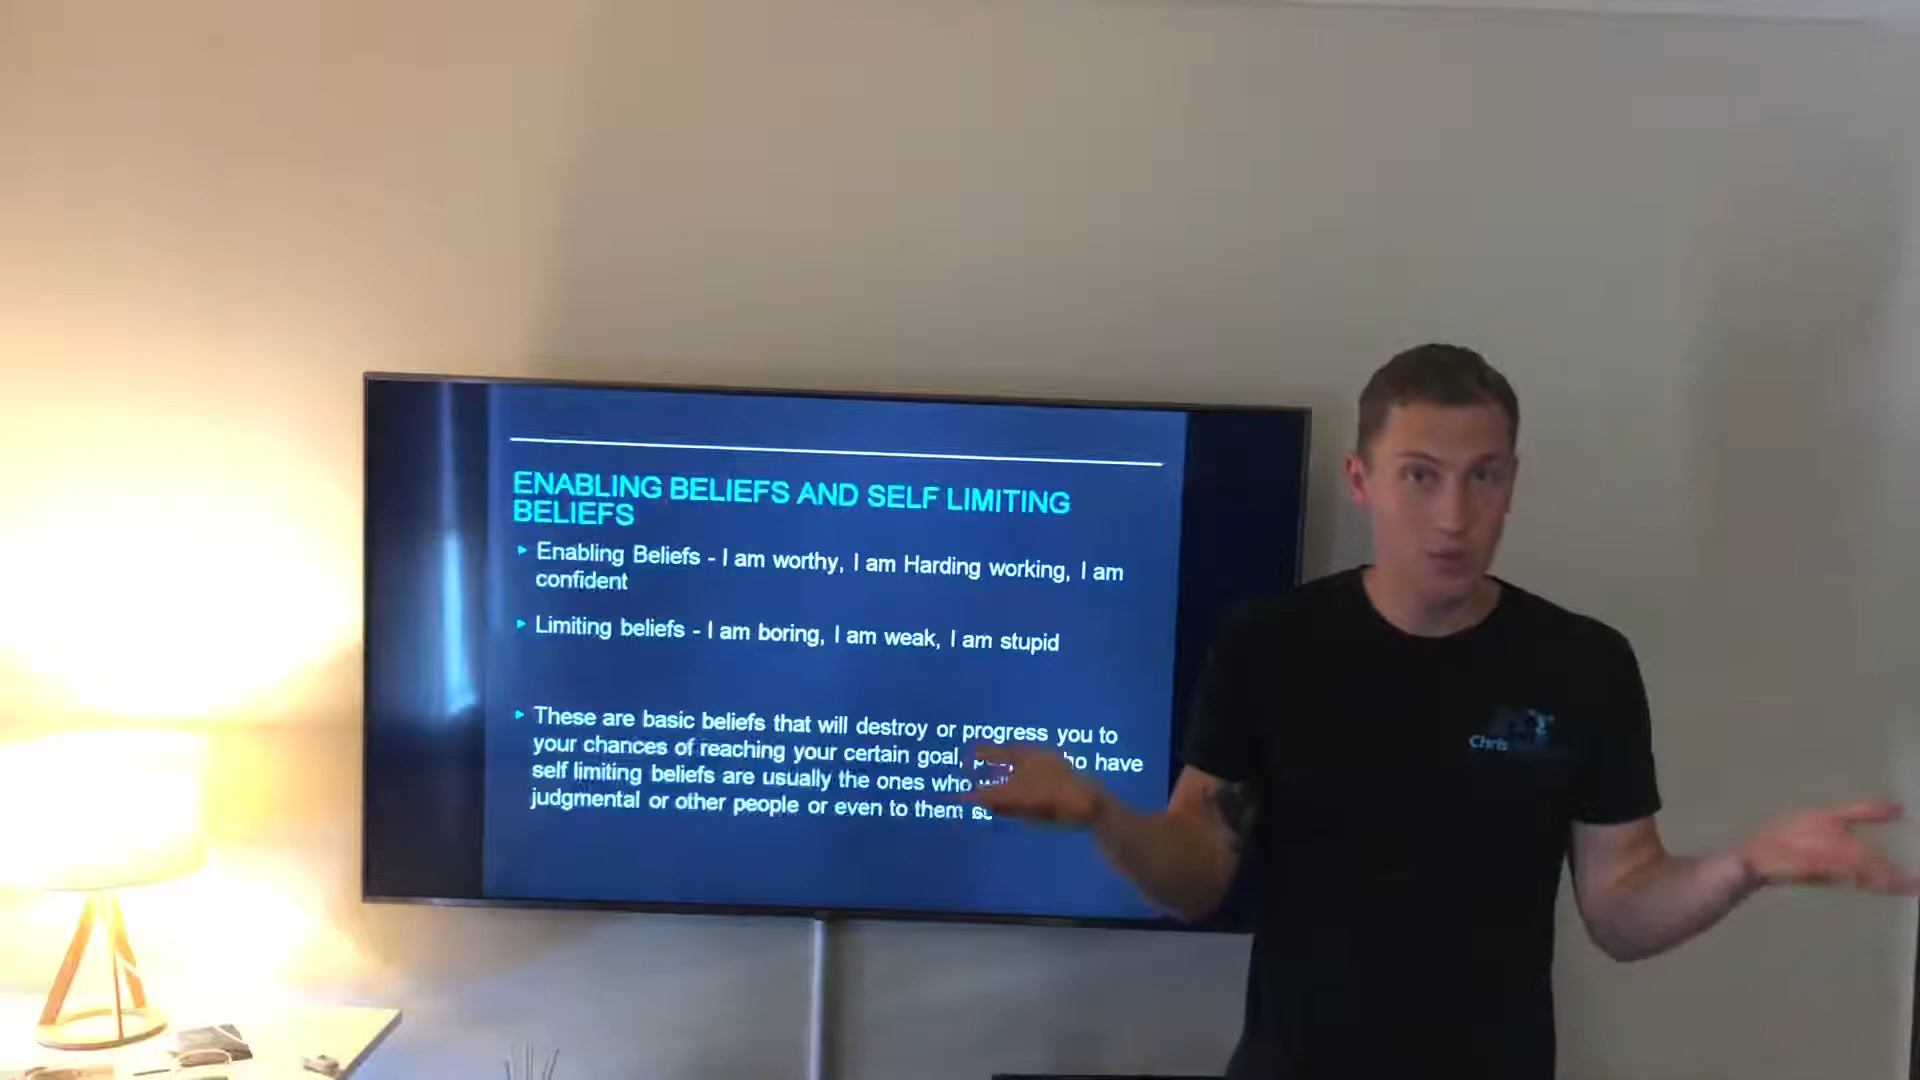 ENABLING BELIEFS AND SELF LIMITING
BELIEFS
Enabling Beliefs - I am worthy, I am Harding working, I am
confident
Limiting beliefs - I am boring, I am weak, I am stupid
These are basic beliefs that will destroy or progress you to
your chances of reaching your certain goal, have
self limiting beliefs are usually the ones who
judgmental or other people or even to them
Chris